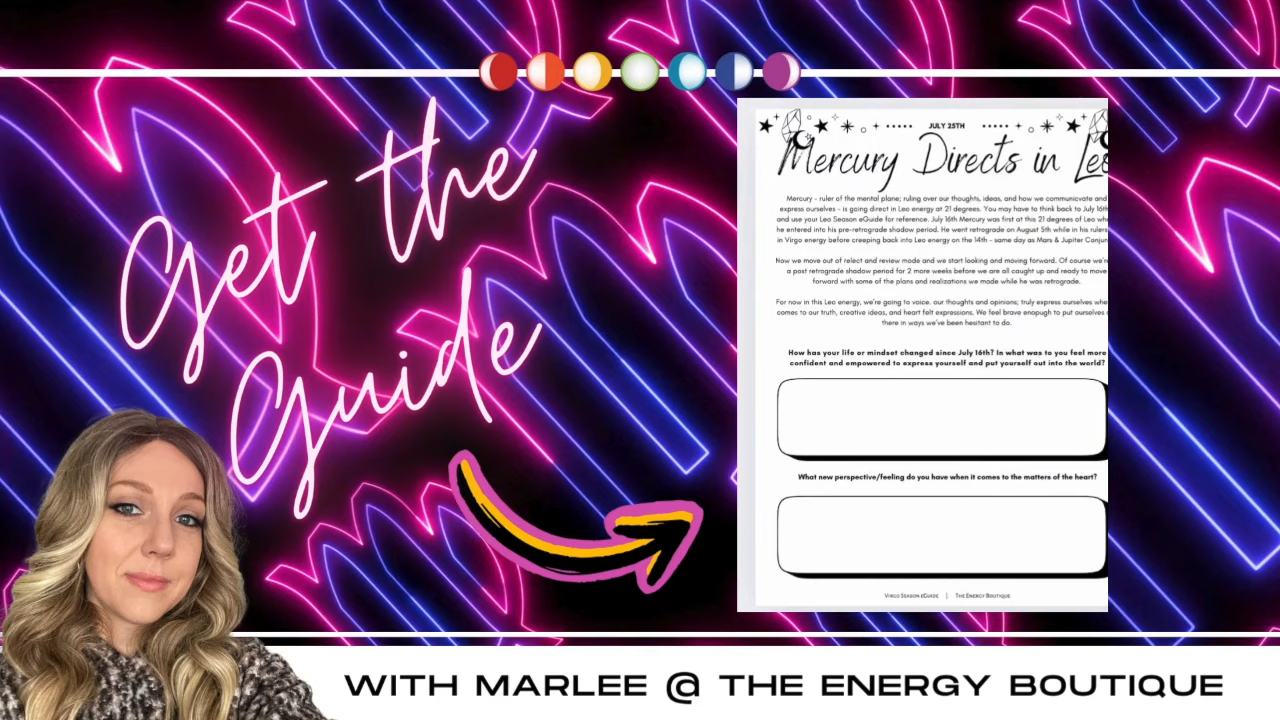 Get the
Guide
JULY 25TH
Mercury Directs in Leo
Mercury - ruler of the mental plane; ruling over our thoughts, ideas, and how we communicate and
express ourselves - is going direct in Leo energy at 21 degrees. You may have to think back to July 16th
and use your Leo Season eGuide for reference. July 16th Mercury was first at this 21 degrees of Leo whe
he entered into his pre-retrograde shadow period. He went retrograde on August 5th while in his rulers
in Virgo energy before creeping back into Leo energy on the 14th - same day as Mars & Jupiter Conjun
Now we move out of relect and review mode and we start looking and moving forward. Of course we're
a post retrograde shadow period for 2 more weeks before we are all caught up and ready to move
forward with some of the plans and realizations we made while he was retrograde.
For now in this Leo energy, we're going to voice. our thoughts and opinions; truly express ourselves whe
comes to our truth, creative ideas, and heart felt expressions. We feel brave enopugh to put ourselves o
there in ways we've been hesitant to do.
How has your life or mindset changed since July 16th? In what was to you feel more
confident and empowered to express yourself and put yourself out into the world?
What new perspective/feeling do you have when it comes to the matters of the heart?
Virgo Season eGuide | The Energy Boutique
WITH MARLEE @ THE ENERGY BOUTIQUE